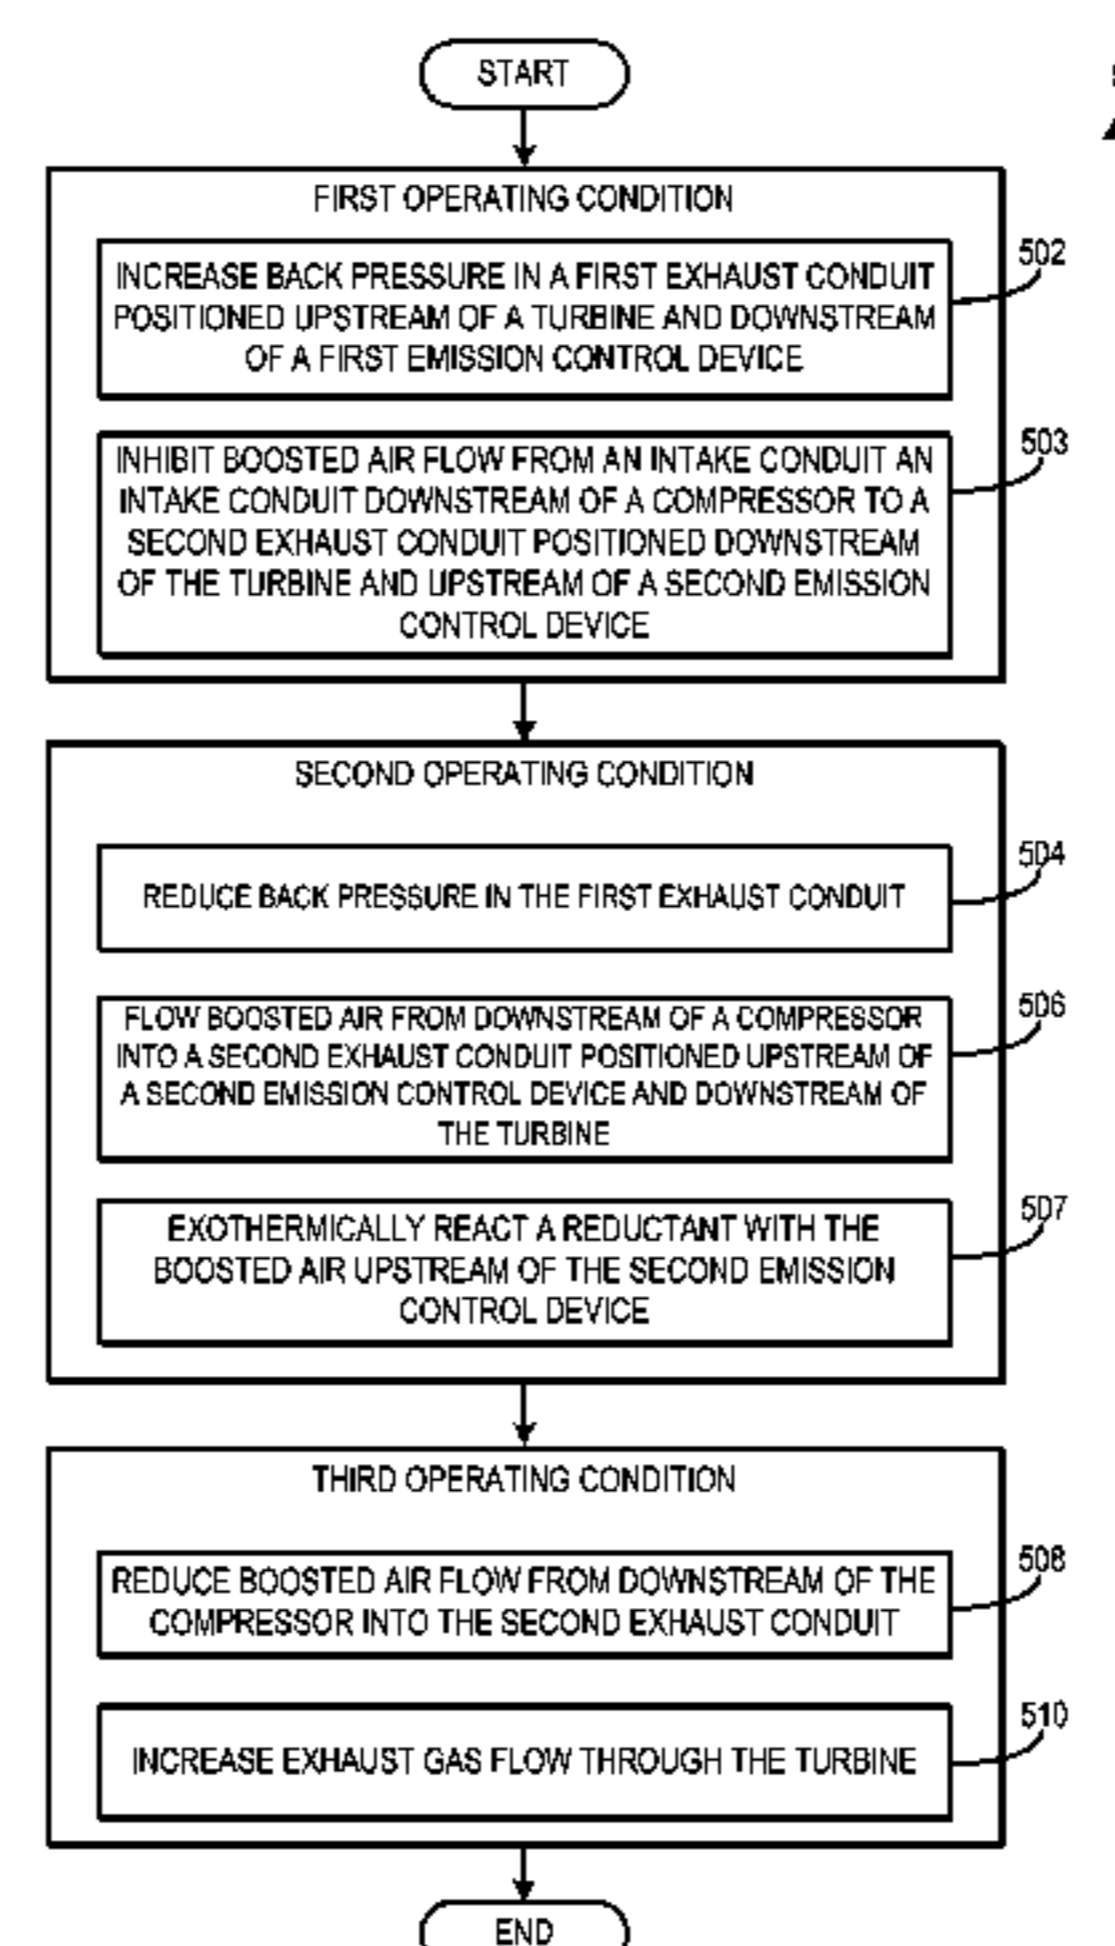 START
FIRST OPERATING CONDITION
502
INCREASE BACK PRESSURE IN A FIRST EXHAUST CONDUIT
POSITIONED UPSTREAM OF A TURBINE AND DOWNSTREAM
OF A FIRST EMISSION CONTROL DEVICE
503
INHIBIT BOOSTED AIR FLOW FROM AN INTAKE CONDUIT AN
INTAKE CONDUIT DOWNSTREAM OF A COMPRESSOR TO A
SECOND EXHAUST CONDUIT POSITIONED DOWNSTREAM
OF THE TURBINE AND UPSTREAM OF A SECOND EMISSION
CONTROL DEVICE
SECOND OPERATING CONDITION
504
REDUCE BACK PRESSURE IN THE FIRST EXHAUST CONDUIT
506
FLOW BOOSTED AIR FROM DOWNSTREAM OF A COMPRESSOR
INTO A SECOND EXHAUST CONDUIT POSITIONED UPSTREAM OF
A SECOND EMISSION CONTROL DEVICE AND DOWNSTREAM OF
THE TURBINE
507
EXOTHERMICALLY REACT A REDUCTANT WITH THE
BOOSTED AIR UPSTREAM OF THE SECOND EMISSION
CONTROL DEVICE
THIRD OPERATING CONDITION
508
REDUCE BOOSTED AIR FLOW FROM DOWNSTREAM OF THE
COMPRESSOR INTO THE SECOND EXHAUST CONDUIT
510
INCREASE EXHAUST GAS FLOW THROUGH THE TURBINE
END